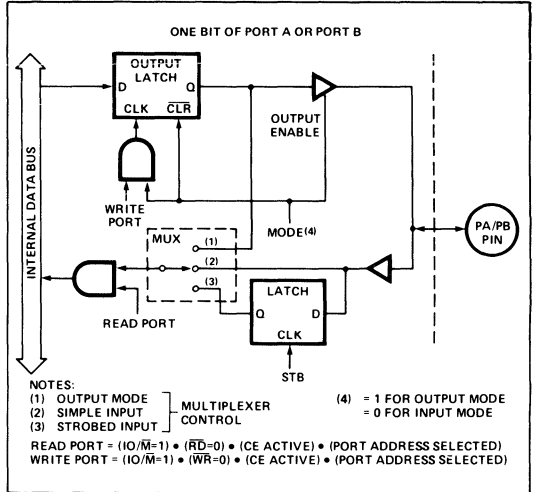 ONE BIT OF PORT A OR PORT B
INTERNAL DATA BUS
OUTPUT
LATCH
D
Q
CLK
C̅L̅R̅
OUTPUT
ENABLE
WRITE
PORT
MODE(4)
PA/PB
PIN
MUX
(1)
(2)
(3)
READ PORT
LATCH
Q
D
CLK
STB
NOTES:
(1) OUTPUT MODE
(2) SIMPLE INPUT
(3) STROBED INPUT
MULTIPLEXER
CONTROL
(4) = 1 FOR OUTPUT MODE
= 0 FOR INPUT MODE
READ PORT = (IO/M̅=1) • (R̅D̅=0) • (CE ACTIVE) • (PORT ADDRESS SELECTED)
WRITE PORT = (IO/M̅=1) • (W̅R̅=0) • (CE ACTIVE) • (PORT ADDRESS SELECTED)